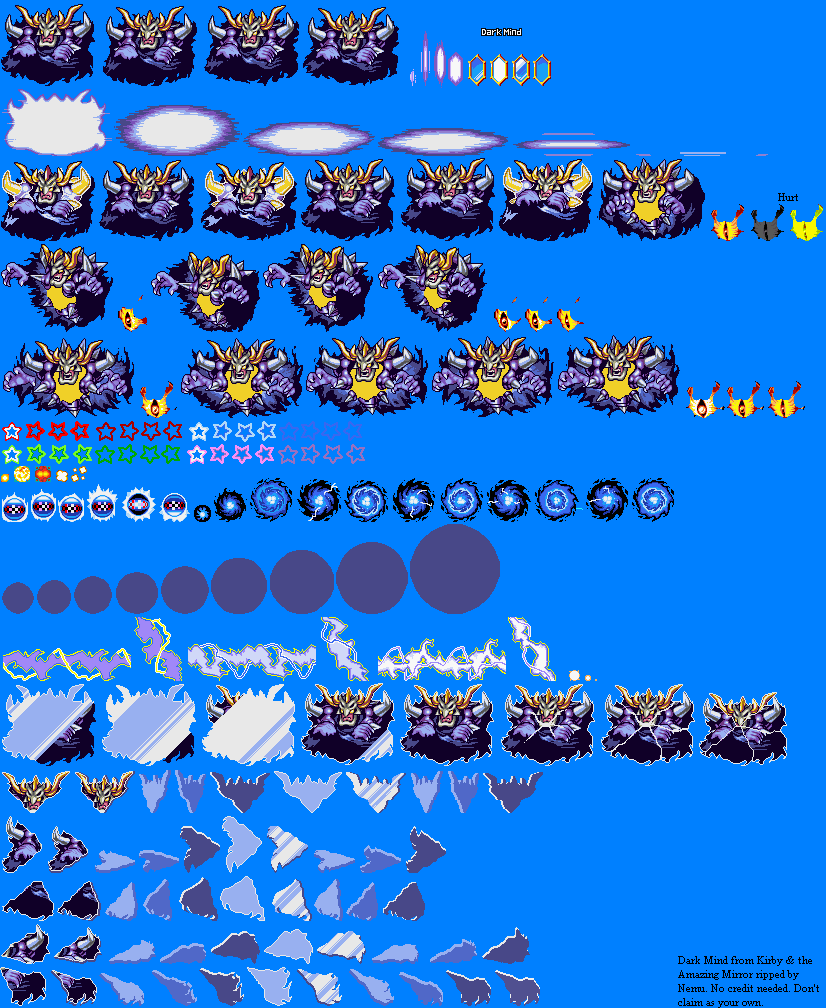 Dark Mind
Hurt
Dark Mind from Kirby & the
Amazing Mirror ripped by
Nemu. No credit needed. Don't
claim as your own.